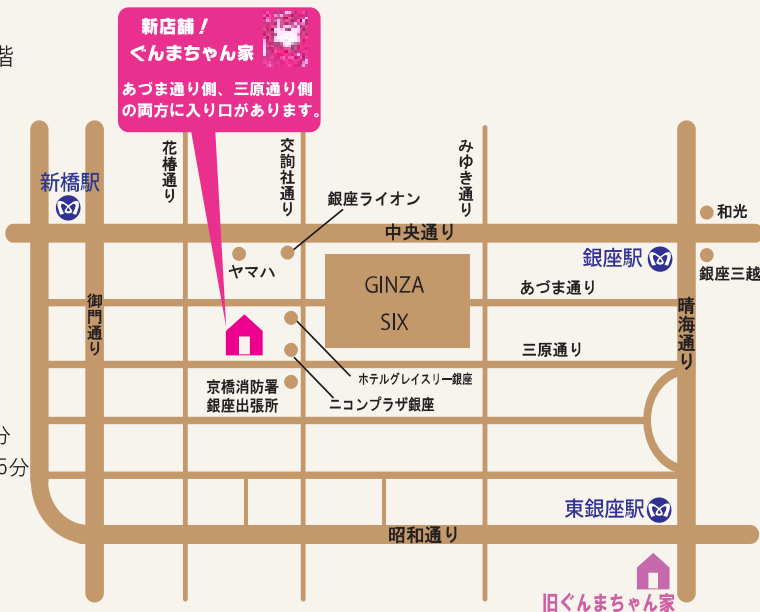 新店舗！
ぐんまちゃん家
あづま通り側、三原通り側
の両方に入り口があります。
階
花椿通り
交詢社通り
みゆき通り
新橋駅
銀座ライオン
和光
中央通り
銀座駅
ヤマハ
銀座三越
GINZA
SIX
あづま通り
御門通り
晴海通り
三原通り
ホテルグレイスリー銀座
京橋消防署
銀座出張所
ニコンプラザ銀座
分
5分
東銀座駅
昭和通り
旧ぐんまちゃん家